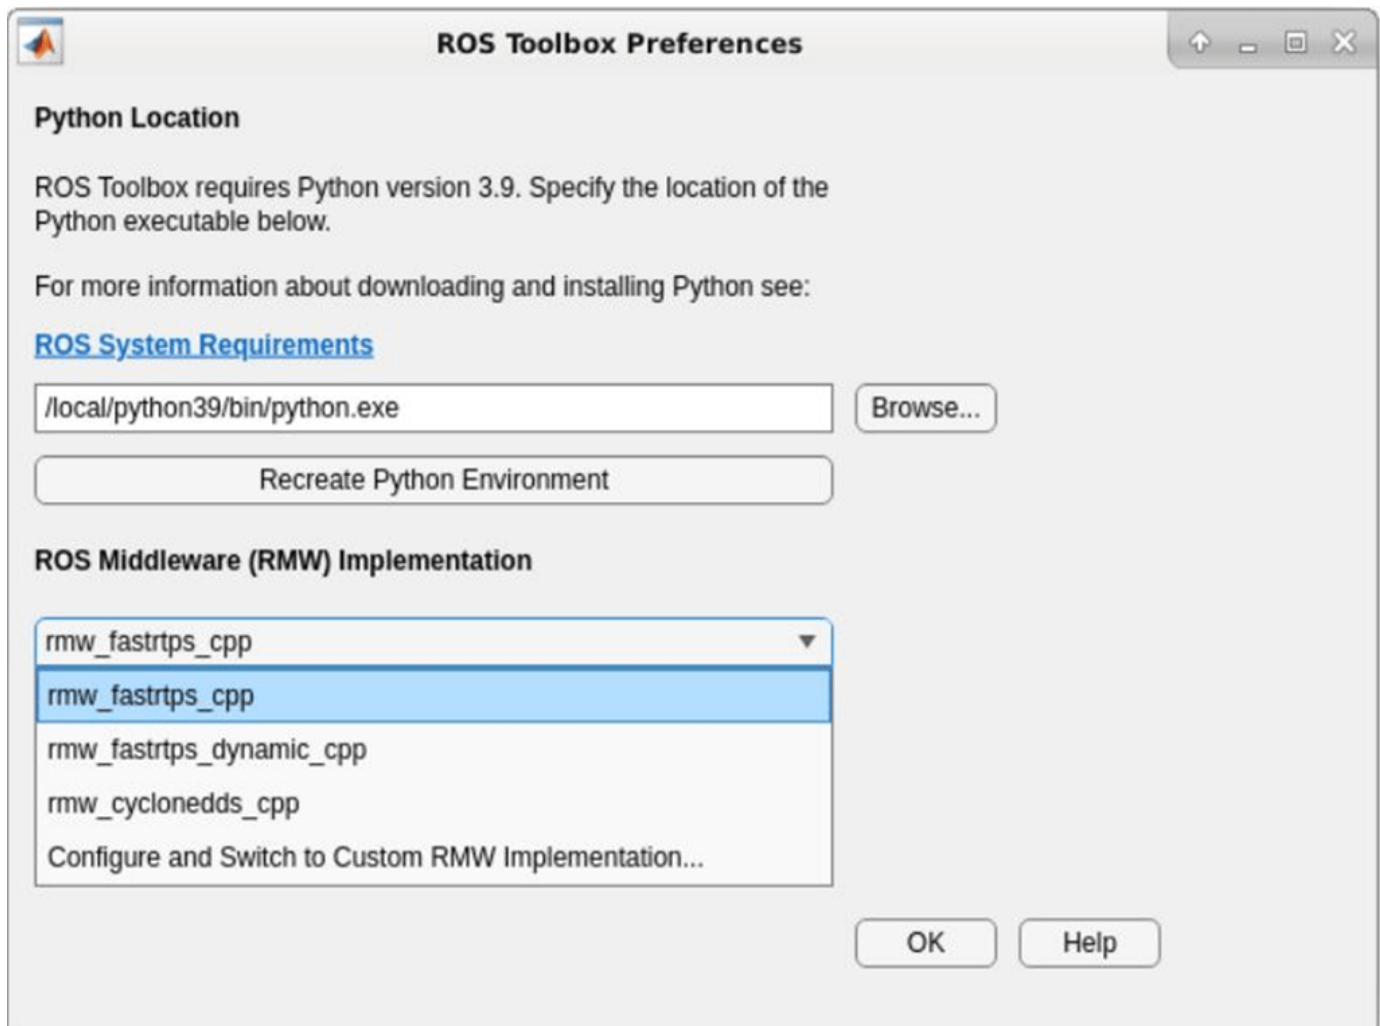 ROS Toolbox Preferences
Python Location
ROS Toolbox requires Python version 3.9. Specify the location of the
Python executable below.
For more information about downloading and installing Python see:
ROS System Requirements
/local/python39/bin/python.exe
Browse...
Recreate Python Environment
ROS Middleware (RMW) Implementation
rmw_fastrtps_cpp
rmw_fastrtps_cpp
rmw_fastrtps_dynamic_cpp
rmw_cyclonedds_cpp
Configure and Switch to Custom RMW Implementation...
OK
Help